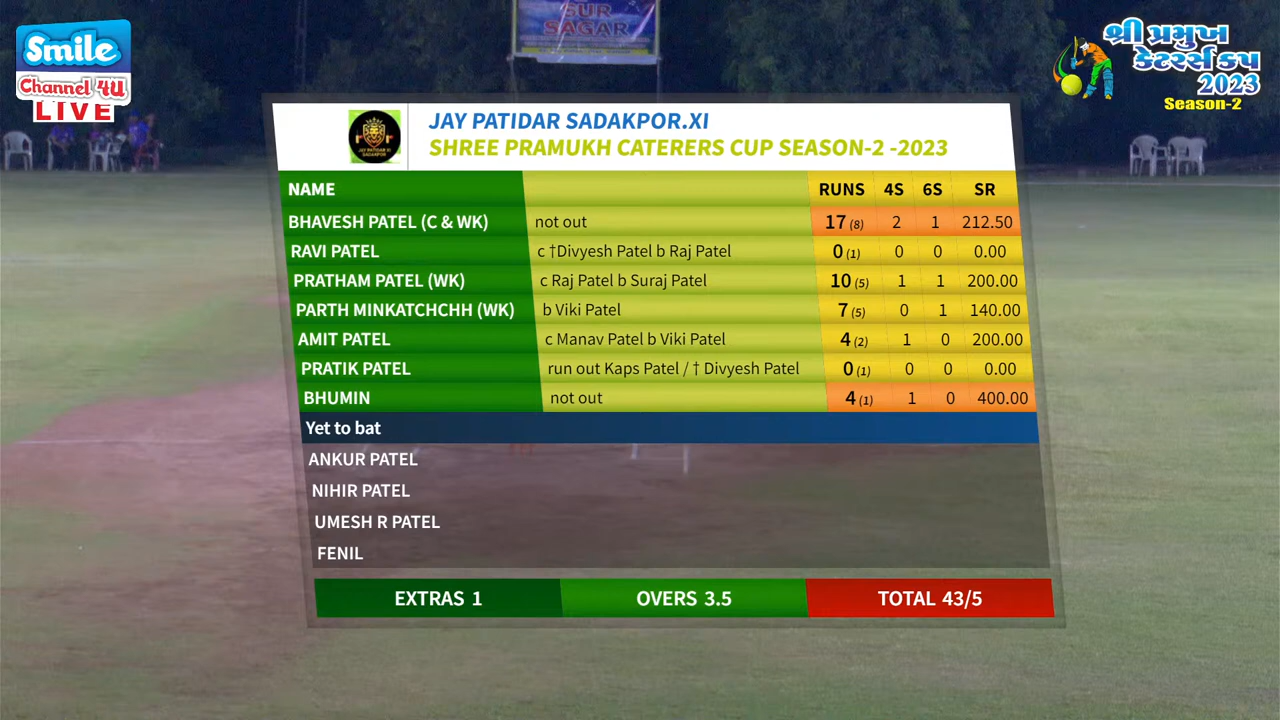 GUR
SAGAR
Smile
Channel 4U
LIVE
શ્રી પ્રમુખ
કેટરર્સ કપ
2023
Season-2
JAY PATIDAR XI
SADAKPOR
JAY PATIDAR SADAKPOR.XI
SHREE PRAMUKH CATERERS CUP SEASON-2 -2023
NAME RUNS 4S 6S SR
BHAVESH PATEL (C & WK) not out 17 (8) 2 1 212.50
RAVI PATEL c †Divyesh Patel b Raj Patel 0 (1) 0 0 0.00
PRATHAM PATEL (WK) c Raj Patel b Suraj Patel 10 (5) 1 1 200.00
PARTH MINKATCHCHH (WK) b Viki Patel 7 (5) 0 1 140.00
AMIT PATEL c Manav Patel b Viki Patel 4 (2) 1 0 200.00
PRATIK PATEL run out Kaps Patel / † Divyesh Patel 0 (1) 0 0 0.00
BHUMIN not out 4 (1) 1 0 400.00
Yet to bat
ANKUR PATEL
NIHIR PATEL
UMESH R PATEL
FENIL
EXTRAS 1 OVERS 3.5 TOTAL 43/5